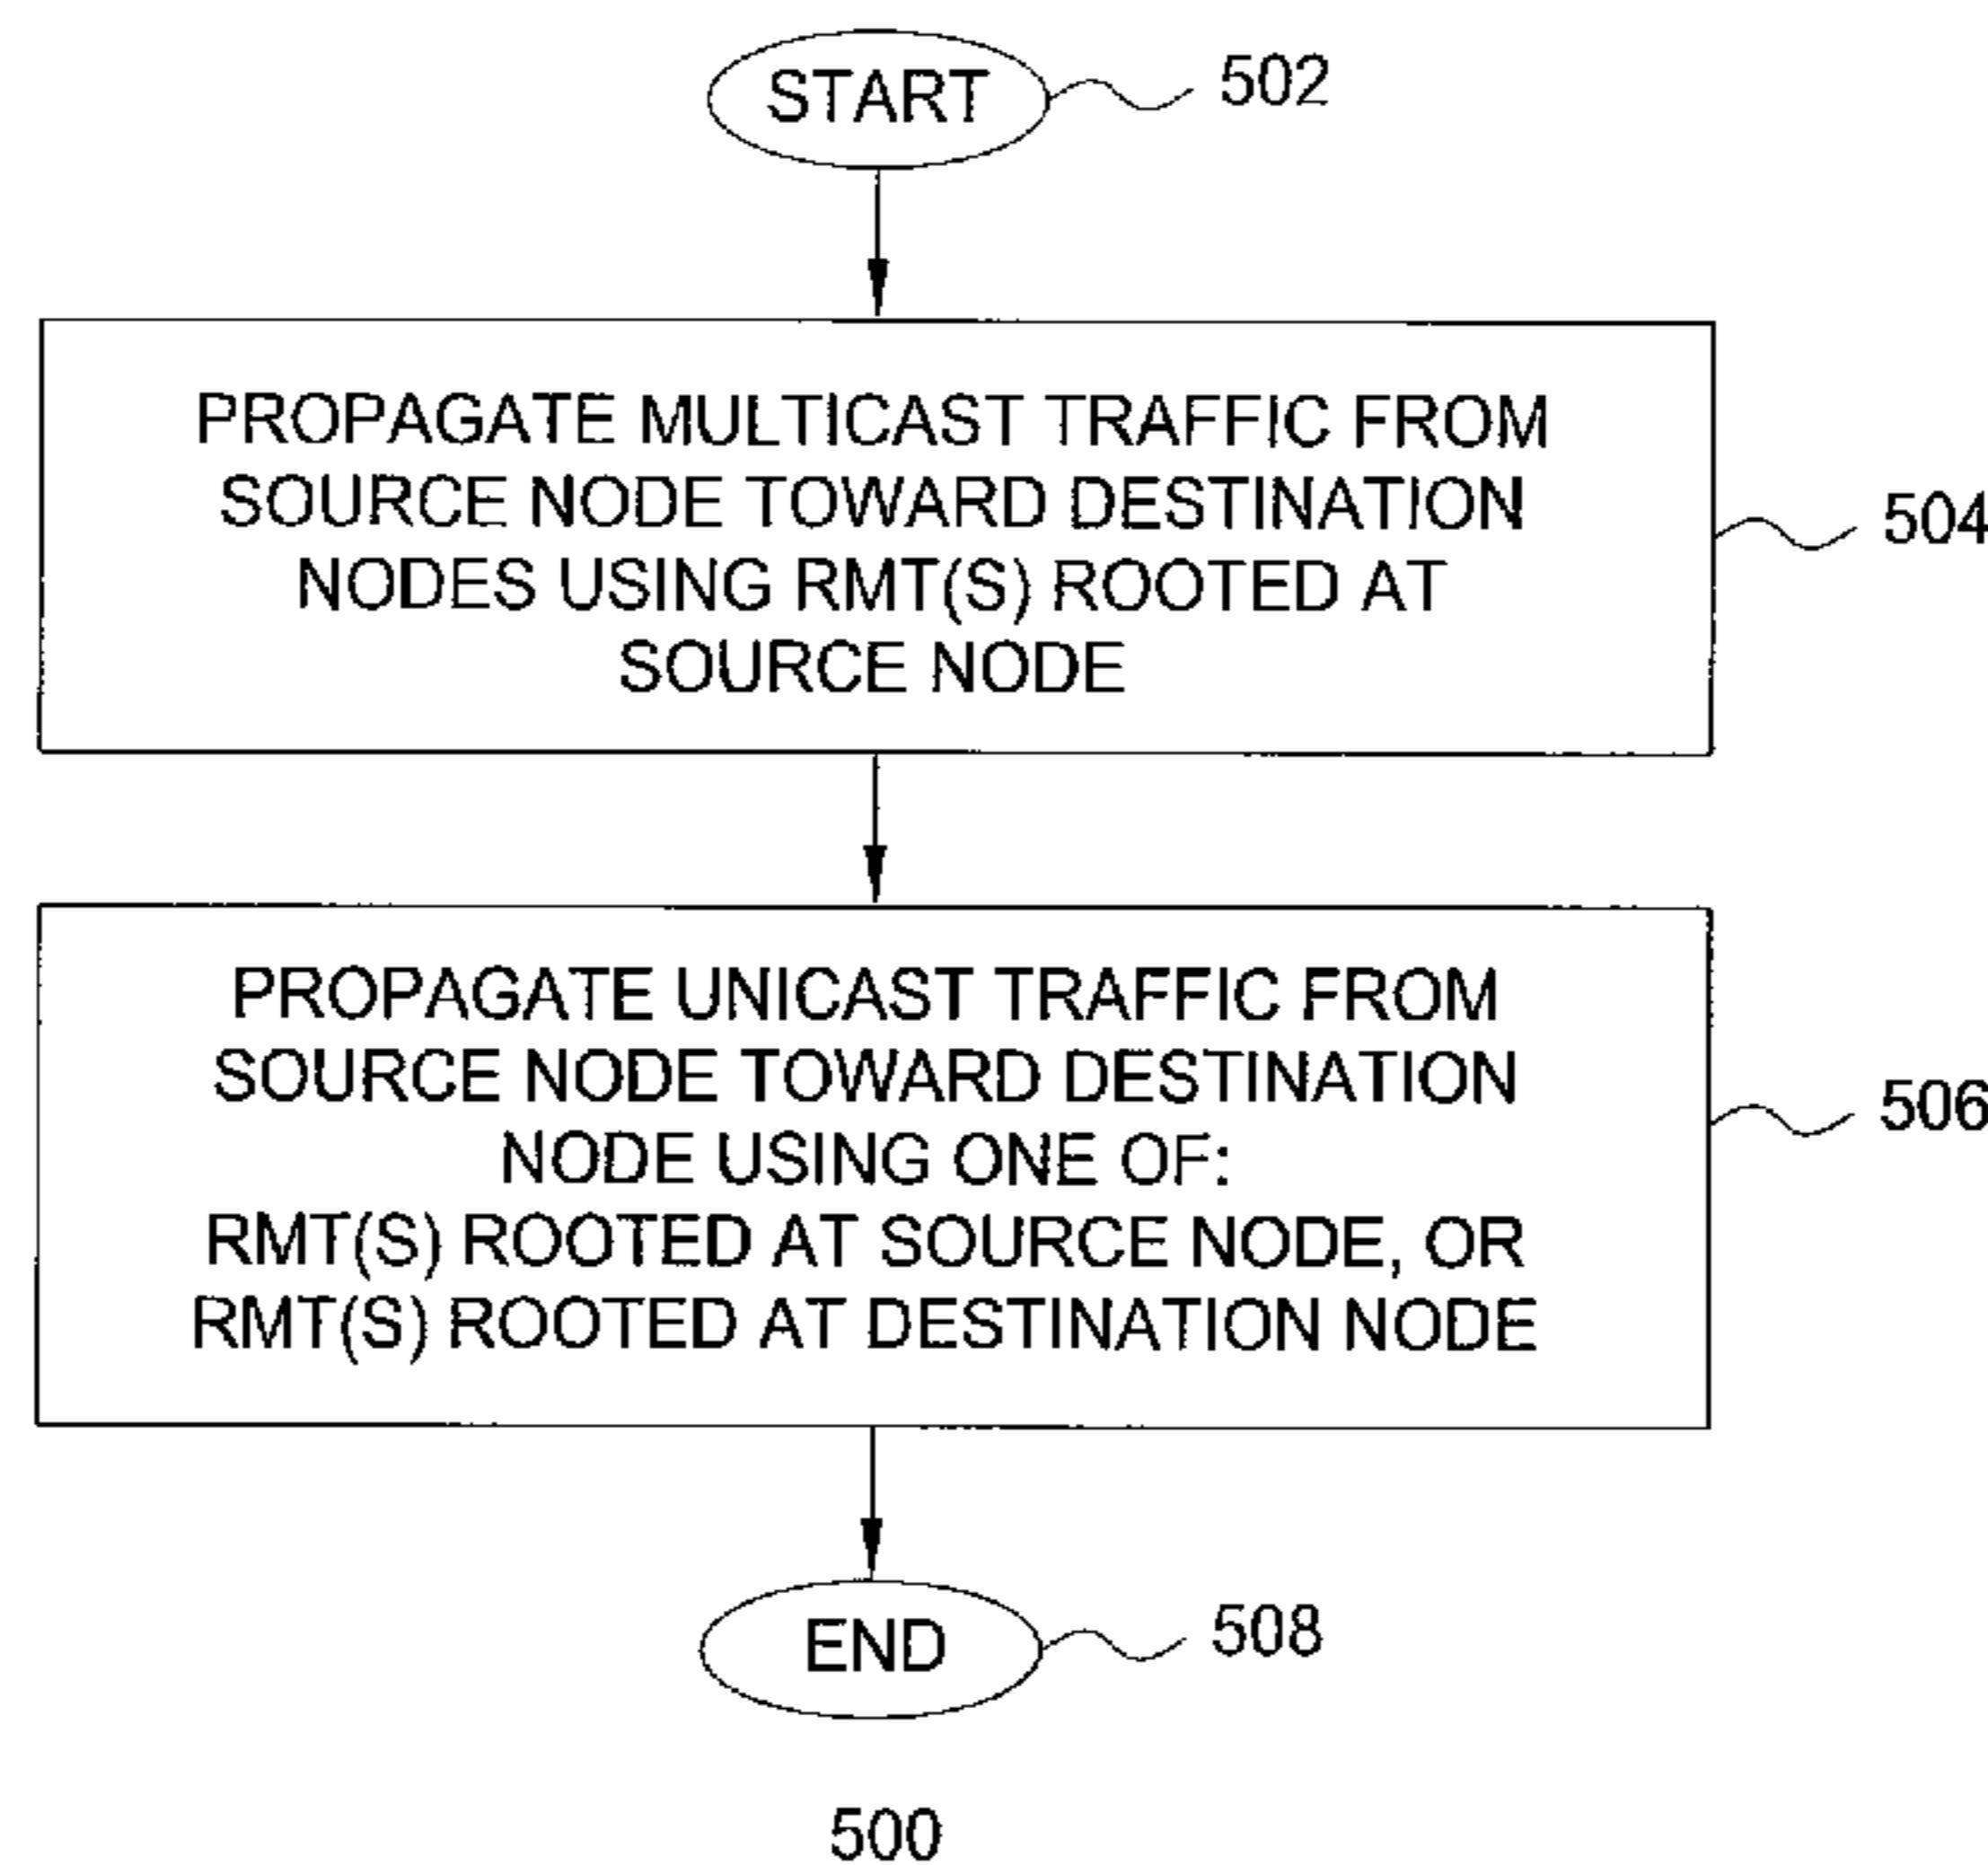 START
502
PROPAGATE MULTICAST TRAFFIC FROM
SOURCE NODE TOWARD DESTINATION
NODES USING RMT(S) ROOTED AT
SOURCE NODE
504
PROPAGATE UNICAST TRAFFIC FROM
SOURCE NODE TOWARD DESTINATION
NODE USING ONE OF:
RMT(S) ROOTED AT SOURCE NODE, OR
RMT(S) ROOTED AT DESTINATION NODE
506
END
508
500